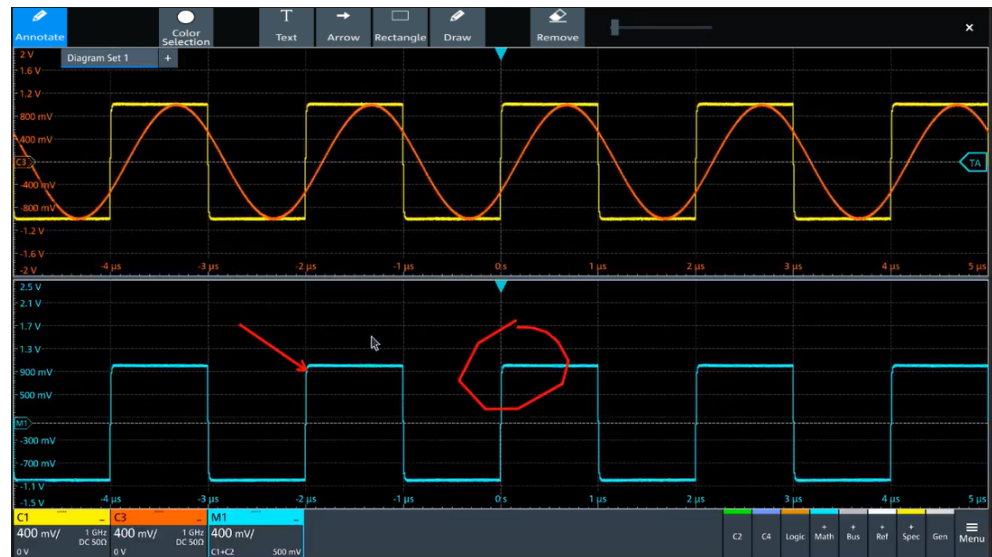 Annotate
Color
Selection
Text
Arrow
Rectangle
Draw
Remove
×
2 V
Diagram Set 1 +
1.6 V
1.2 V
800 mV
400 mV
C3
TA
-400 mV
-800 mV
-1.2 V
-1.6 V
-2 V
-4 µs -3 µs -2 µs -1 µs 0 s 1 µs 2 µs 3 µs 4 µs 5 µs
2.5 V
2.1 V
1.7 V
1.3 V
900 mV
500 mV
M1
-300 mV
-700 mV
-1.1 V
-1.5 V
-4 µs -3 µs -2 µs -1 µs 0 s 1 µs 2 µs 3 µs 4 µs 5 µs
C1
400 mV/
1 GHz
DC 50Ω
0 V
C3
400 mV/
1 GHz
DC 50Ω
0 V
M1
400 mV/
C1+C2 500 mV
C2
C4
Logic
+
Math
+
Bus
+
Ref
+
Spec
Gen
Menu